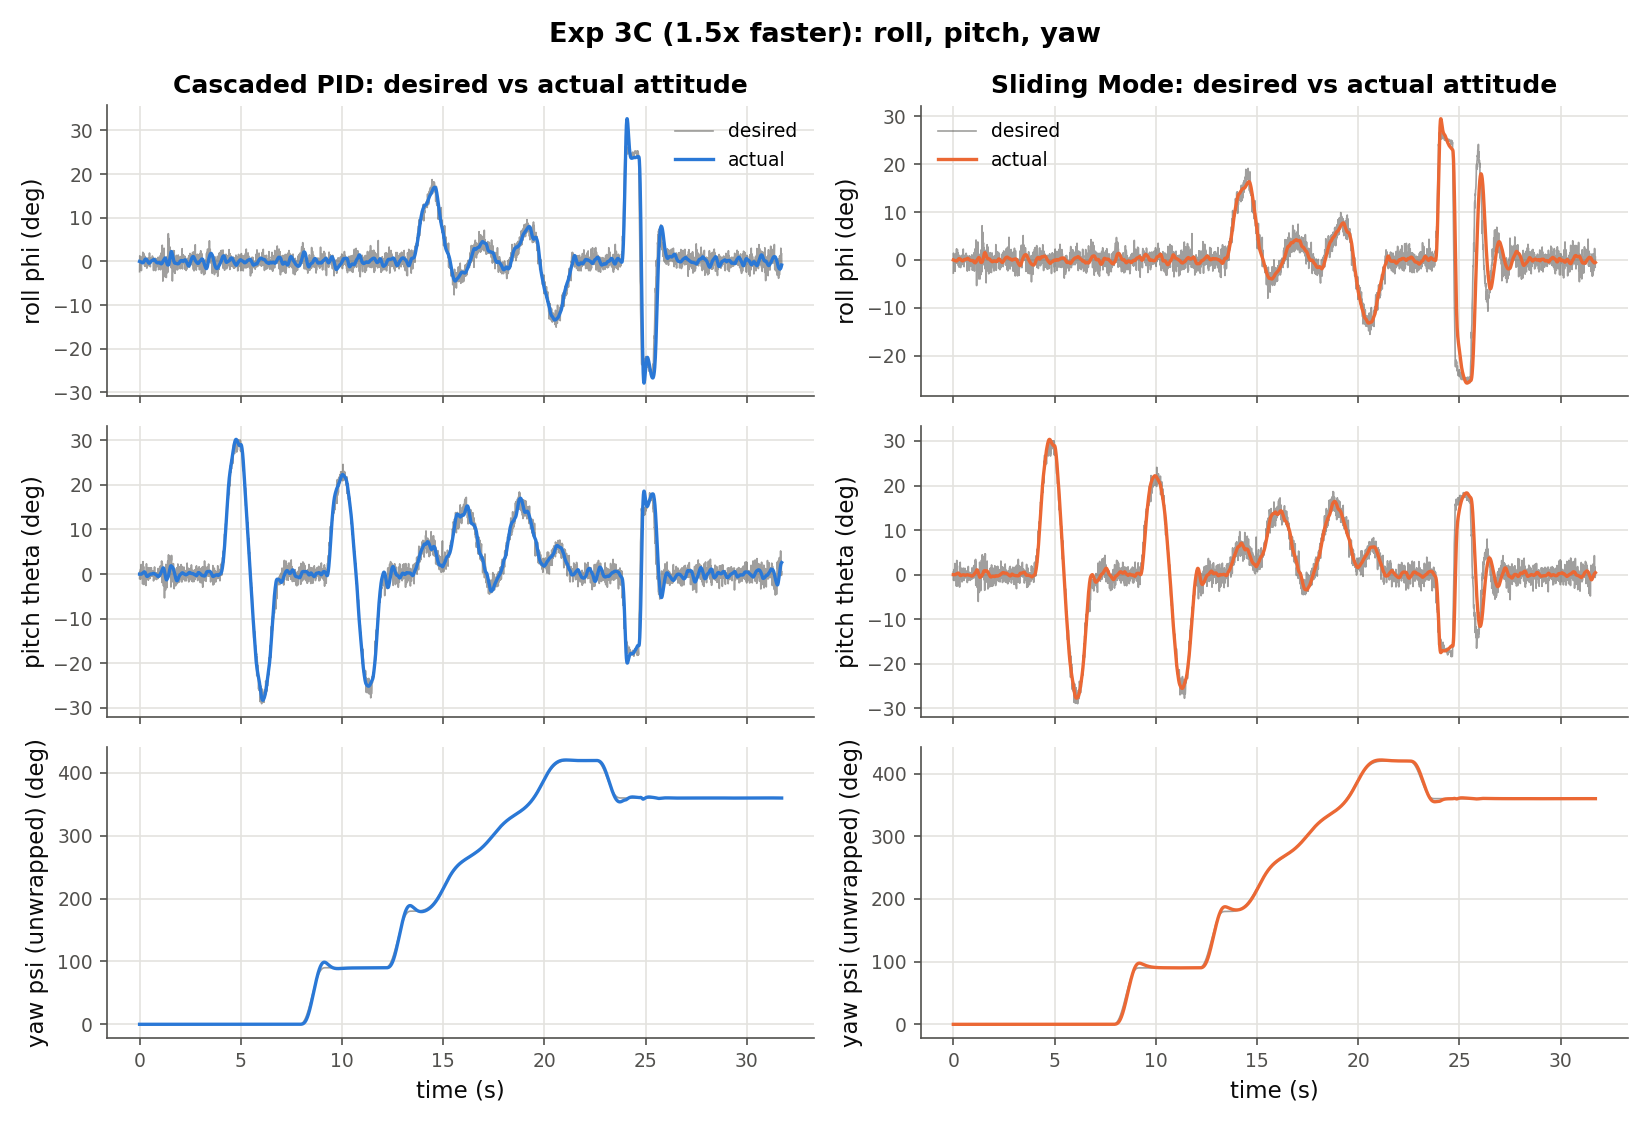 Exp 3C (1.5x faster): roll, pitch, yaw
Cascaded PID: desired vs actual attitude
Sliding Mode: desired vs actual attitude
roll phi (deg)
30
20
10
0
−10
−20
−30
desired
actual
roll phi (deg)
30
20
10
0
−10
−20
desired
actual
pitch theta (deg)
30
20
10
0
−10
−20
−30
pitch theta (deg)
30
20
10
0
−10
−20
−30
yaw psi (unwrapped) (deg)
400
300
200
100
0
0 5 10 15 20 25 30
time (s)
yaw psi (unwrapped) (deg)
400
300
200
100
0
0 5 10 15 20 25 30
time (s)